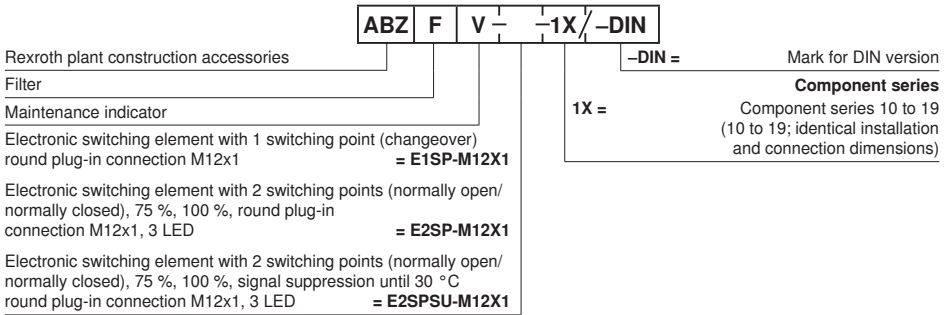 ABZ F V – –1X/ –DIN
Rexroth plant construction accessories
Filter
Maintenance indicator
Electronic switching element with 1 switching point (changeover)
round plug-in connection M12x1 = E1SP-M12X1
Electronic switching element with 2 switching points (normally open/
normally closed), 75 %, 100 %, round plug-in
connection M12x1, 3 LED = E2SP-M12X1
Electronic switching element with 2 switching points (normally open/
normally closed), 75 %, 100 %, signal suppression until 30 °C
round plug-in connection M12x1, 3 LED = E2SPSU-M12X1
–DIN = Mark for DIN version
Component series
1X = Component series 10 to 19
(10 to 19; identical installation
and connection dimensions)